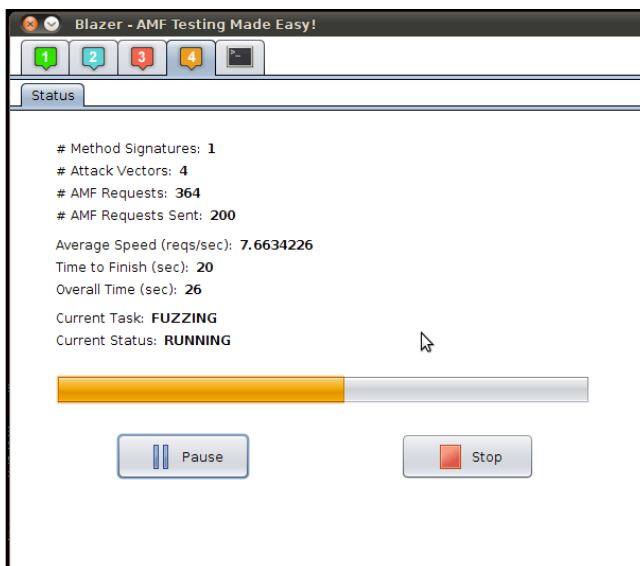 Blazer - AMF Testing Made Easy!
1 2 3 4 >_
Status
# Method Signatures: 1
# Attack Vectors: 4
# AMF Requests: 364
# AMF Requests Sent: 200
Average Speed (reqs/sec): 7.6634226
Time to Finish (sec): 20
Overall Time (sec): 26
Current Task: FUZZING
Current Status: RUNNING
Pause Stop